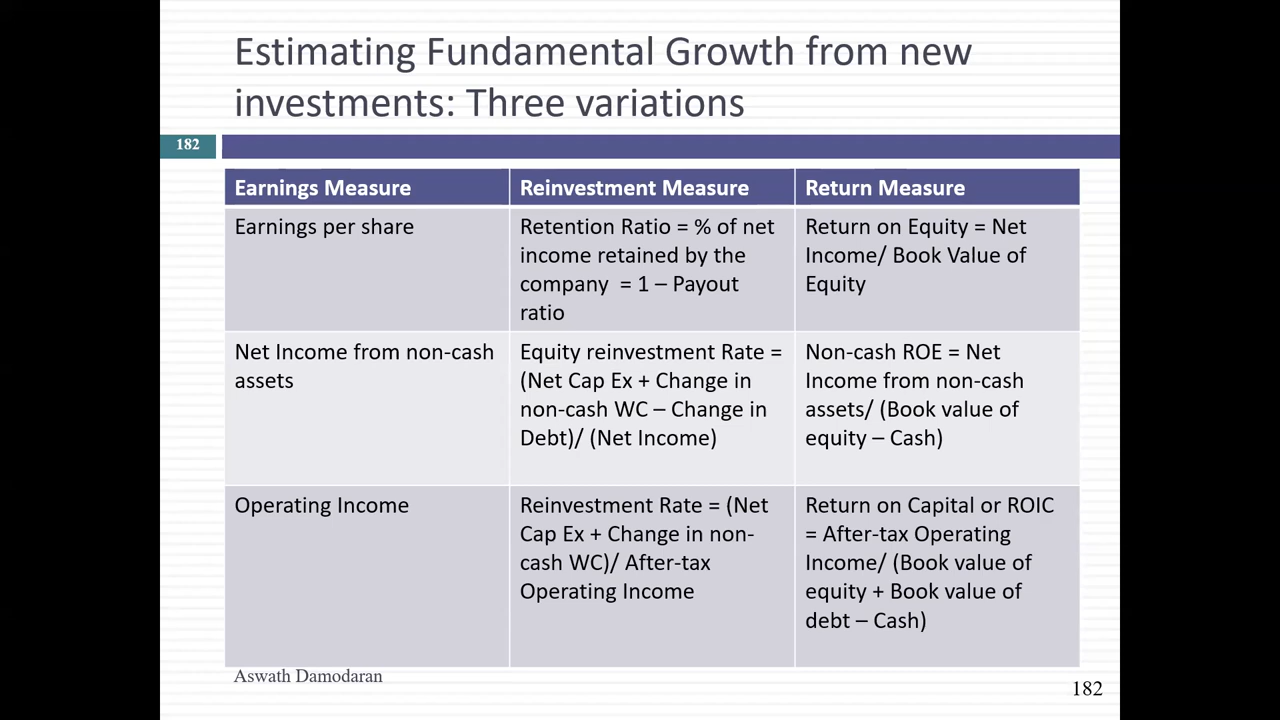 Estimating Fundamental Growth from new
investments: Three variations
182
Earnings Measure
Reinvestment Measure
Return Measure
Earnings per share
Retention Ratio = % of net
income retained by the
company = 1 – Payout
ratio
Return on Equity = Net
Income/ Book Value of
Equity
Net Income from non-cash
assets
Equity reinvestment Rate =
(Net Cap Ex + Change in
non-cash WC – Change in
Debt)/ (Net Income)
Non-cash ROE = Net
Income from non-cash
assets/ (Book value of
equity – Cash)
Operating Income
Reinvestment Rate = (Net
Cap Ex + Change in non-
cash WC)/ After-tax
Operating Income
Return on Capital or ROIC
= After-tax Operating
Income/ (Book value of
equity + Book value of
debt – Cash)
Aswath Damodaran
182